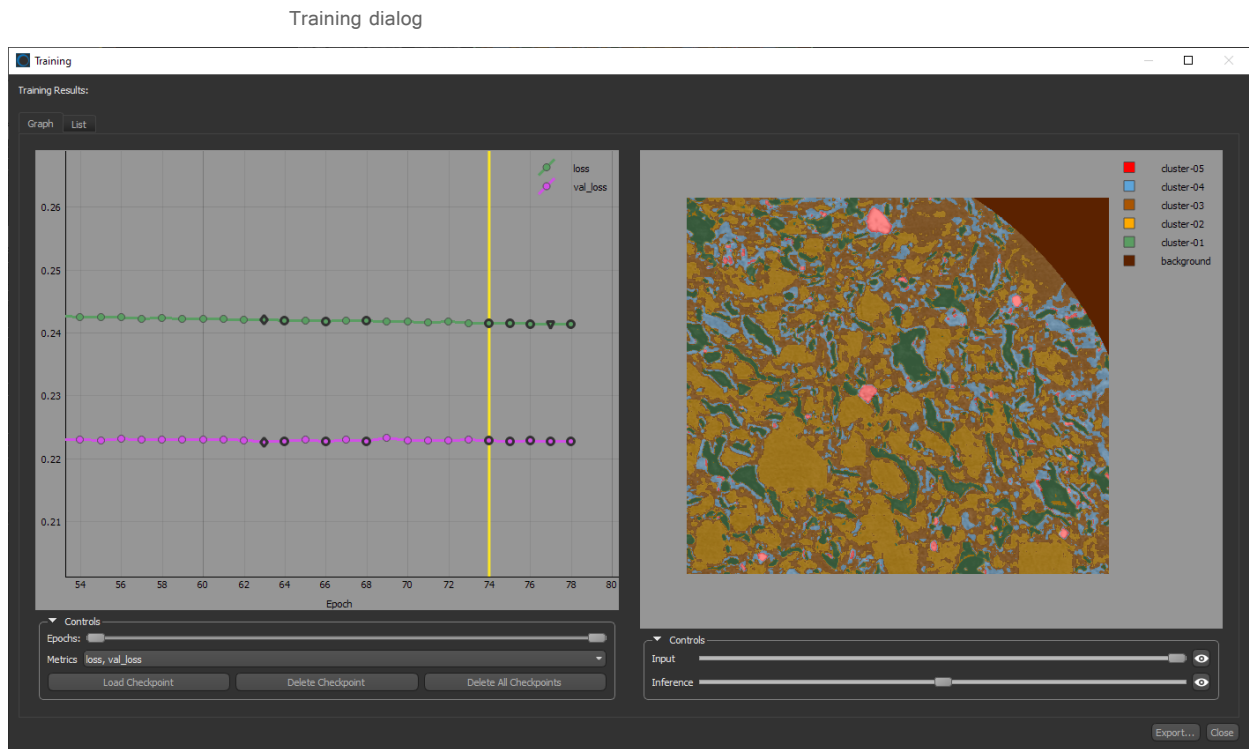 Training dialog
Training
Training Results:
Graph
List
loss
val_loss
0.26
0.25
0.24
0.23
0.22
0.21
54 56 58 60 62 64 66 68 70 72 74 76 78 80
Epoch
Controls
Epochs:
Metrics loss, val_loss
Load Checkpoint Delete Checkpoint Delete All Checkpoints
cluster-05
cluster-04
cluster-03
cluster-02
cluster-01
background
Controls
Input
Inference
Export... Close